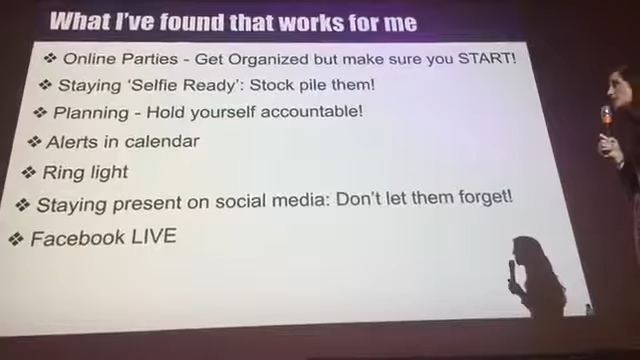 What I've found that works for me
❖ Online Parties - Get Organized but make sure you START!
❖ Staying 'Selfie Ready': Stock pile them!
❖ Planning - Hold yourself accountable!
❖ Alerts in calendar
❖ Ring light
❖ Staying present on social media: Don't let them forget!
❖ Facebook LIVE